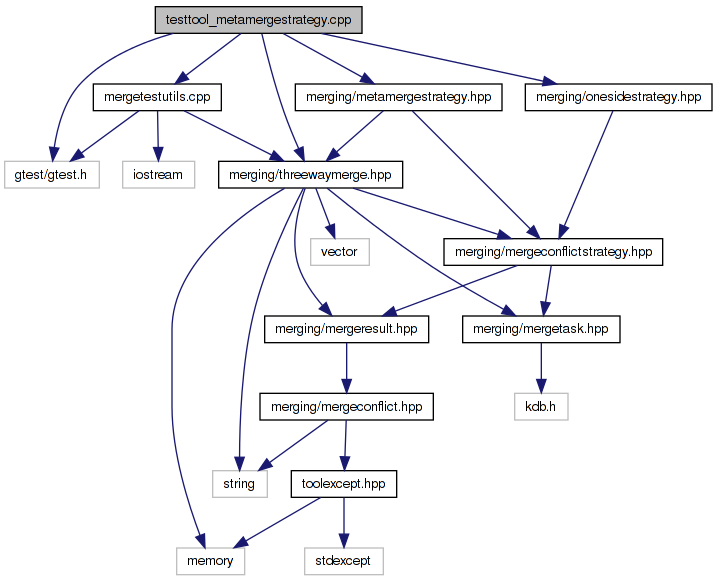 testtool_metamergestrategy.cpp
mergetestutils.cpp
merging/metamergestrategy.hpp
merging/onesidestrategy.hpp
gtest/gtest.h
iostream
merging/threewaymerge.hpp
vector
merging/mergeconflictstrategy.hpp
merging/mergeresult.hpp
merging/mergetask.hpp
merging/mergeconflict.hpp
kdb.h
string
toolexcept.hpp
memory
stdexcept